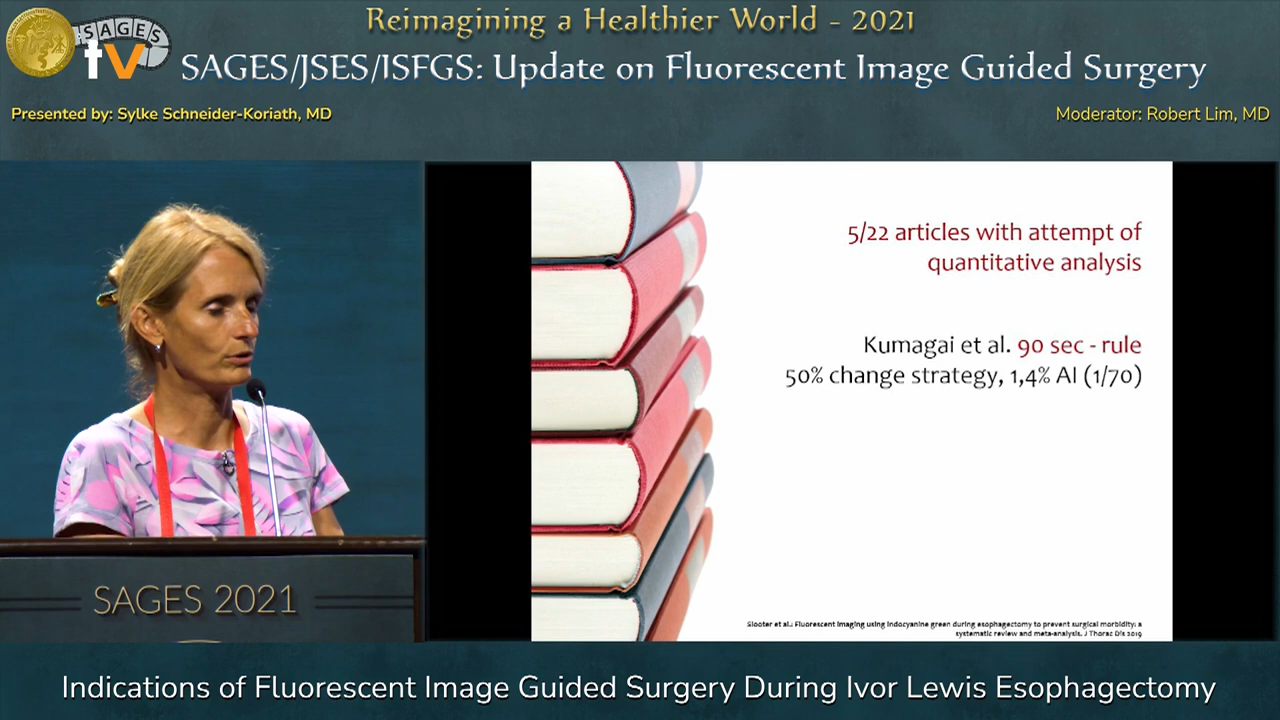 Reimagining a Healthier World - 2021
SAGES
tv
SAGES/JSES/ISFGS: Update on Fluorescent Image Guided Surgery
Presented by: Sylke Schneider-Koriath, MD
Moderator: Robert Lim, MD
5/22 articles with attempt of
quantitative analysis
Kumagai et al. 90 sec - rule
50% change strategy, 1,4% AI (1/70)
Slooter et al.: Fluorescent imaging using indocyanine green during esophagectomy to prevent surgical morbidity: a
systematic review and meta-analysis. J Thorac Dis 2019
SAGES 2021
Indications of Fluorescent Image Guided Surgery During Ivor Lewis Esophagectomy